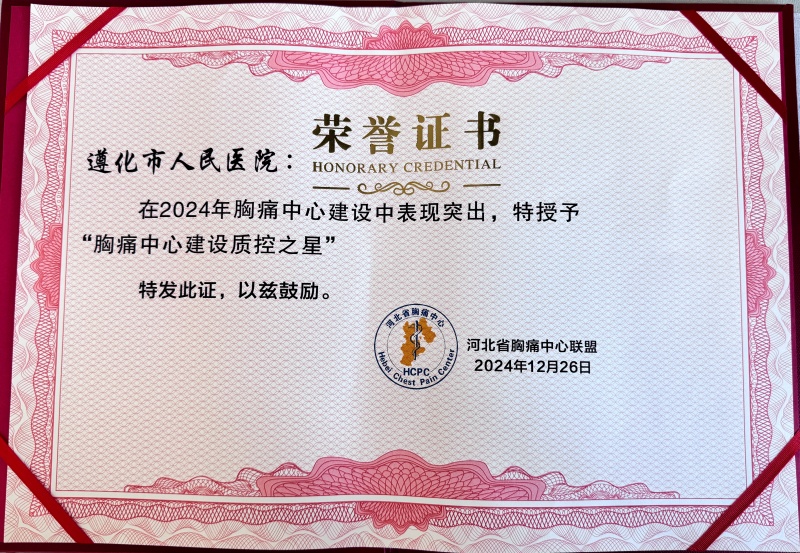 荣誉证书
HONORARY CREDENTIAL
遵化市人民医院：
在2024年胸痛中心建设中表现突出，特授予
“胸痛中心建设质控之星”
特发此证，以兹鼓励。
河北省胸痛中心
HCPC
Hebei Chest Pain Center
河北省胸痛中心联盟
2024年12月26日